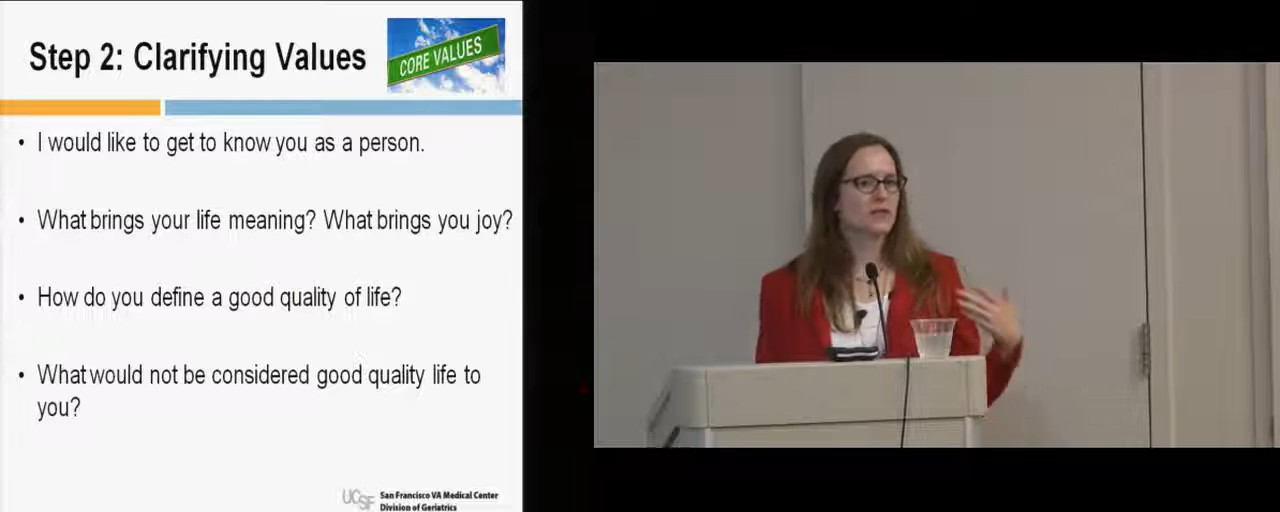 Step 2: Clarifying Values
CORE VALUES
• I would like to get to know you as a person.
• What brings your life meaning? What brings you joy?
• How do you define a good quality of life?
• What would not be considered good quality life to
you?
UCSF
San Francisco VA Medical Center
Division of Geriatrics